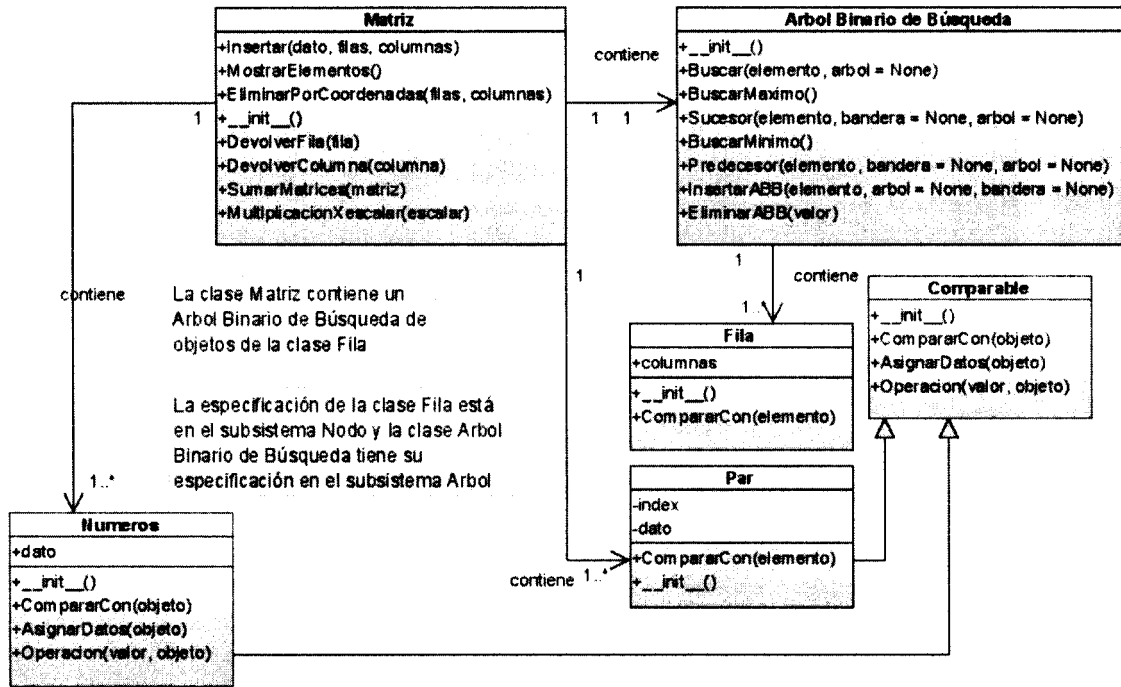 Matriz
+Insertar(dato, filas, columnas)
+MostrarElementos()
+EliminarPorCoordenadas(filas, columnas)
+__init__()
+DevolverFila(fila)
+DevolverColumna(columna)
+SumarMatrices(matriz)
+MultiplicacionXescalar(escalar)
contiene
1
1 1
1
Arbol Binario de Búsqueda
+__init__()
+Buscar(elemento, arbol = None)
+BuscarMaximo()
+Sucesor(elemento, bandera = None, arbol = None)
+BuscarMinimo()
+Predecesor(elemento, bandera = None, arbol = None)
+InsertarABB(elemento, arbol = None, bandera = None)
+EliminarABB(valor)
1
contiene
1..*
contiene
La clase Matriz contiene un
Arbol Binario de Búsqueda de
objetos de la clase Fila
La especificación de la clase Fila está
en el subsistema Nodo y la clase Arbol
Binario de Búsqueda tiene su
especificación en el subsistema Arbol
1..*
Fila
+columnas
+__init__()
+CompararCon(elemento)
Comparable
+__init__()
+CompararCon(objeto)
+AsignarDatos(objeto)
+Operacion(valor, objeto)
Par
-index
-dato
+CompararCon(elemento)
+__init__()
contiene 1..*
Numeros
+dato
+__init__()
+CompararCon(objeto)
+AsignarDatos(objeto)
+Operacion(valor, objeto)